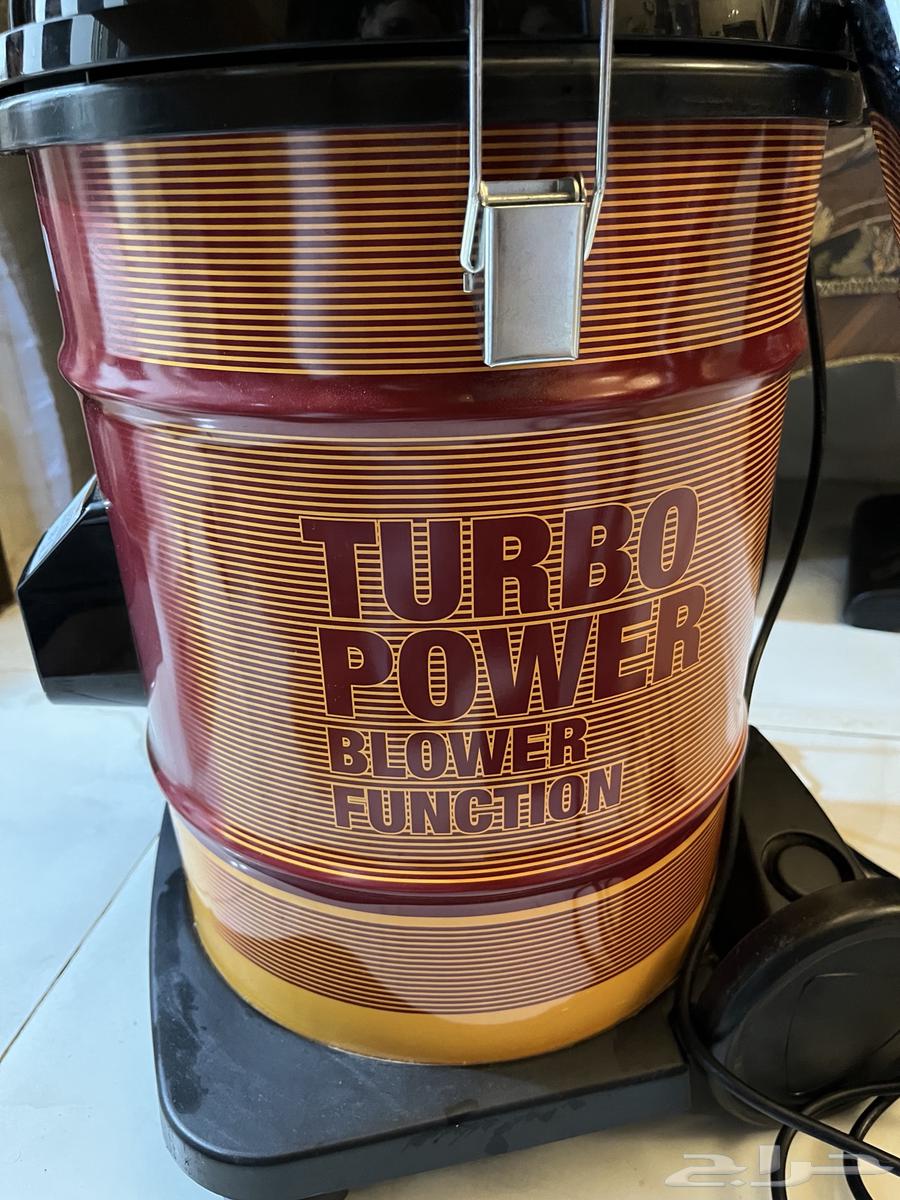 TURBO
POWER
BLOWER
FUNCTION
حراج